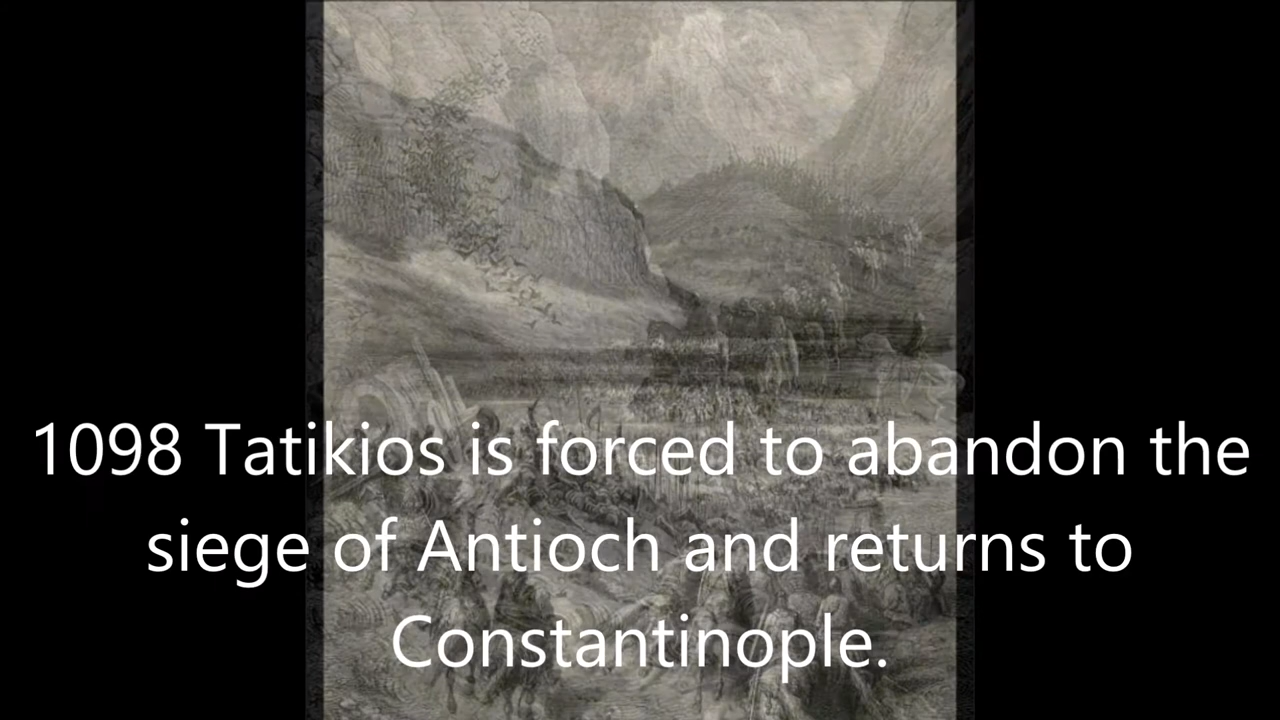 1098 Tatikios is forced to abandon the
siege of Antioch and returns to
Constantinople.